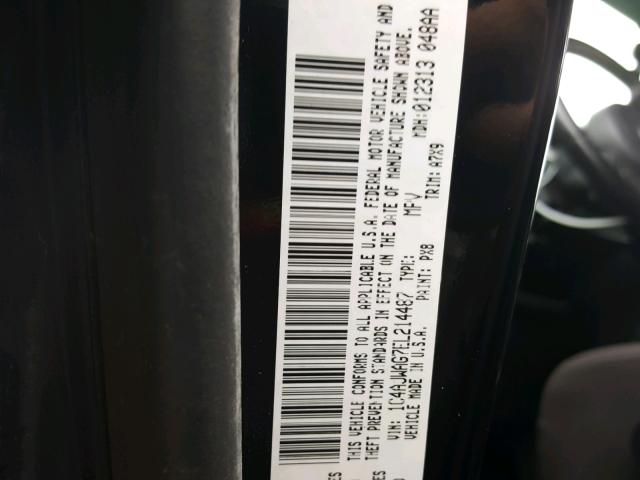 THIS VEHICLE CONFORMS TO ALL APPLICABLE U.S.A. FEDERAL MOTOR VEHICLE SAFETY AND
THEFT PREVENTION STANDARDS IN EFFECT ON THE DATE OF MANUFACTURE SHOWN ABOVE.
VIN: 1C4AJWAG7EL214487 TYPE: MPV MDH: 012313 048AA
VEHICLE MADE IN U.S.A. PAINT: PX8 TRIM: A7X9